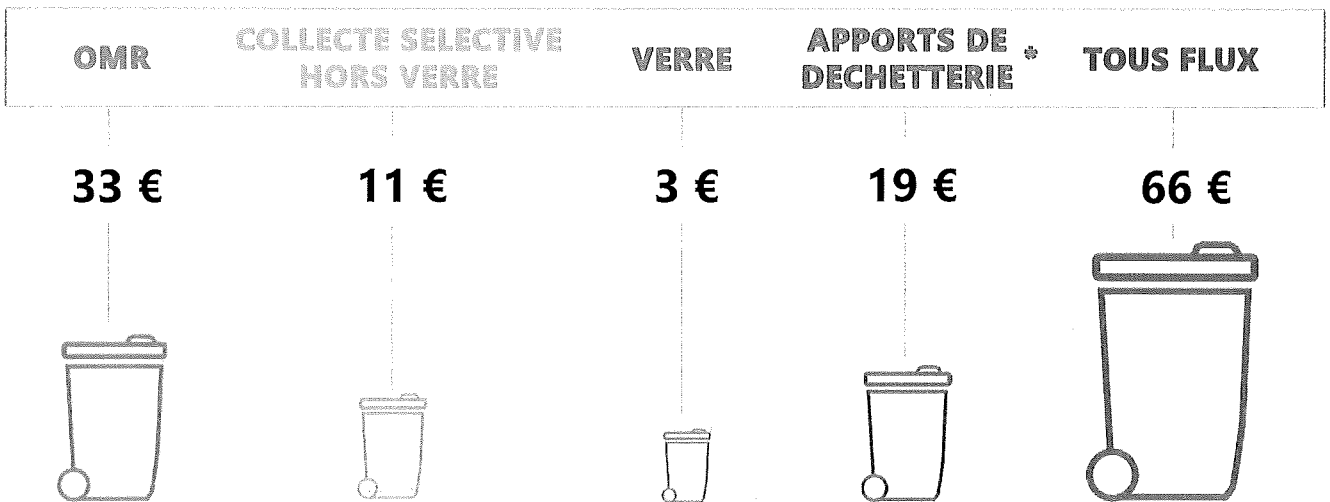 OMR
COLLECTE SELECTIVE
HORS VERRE
VERRE
APPORTS DE
DECHETTERIE *
TOUS FLUX
33 €
11 €
3 €
19 €
66 €